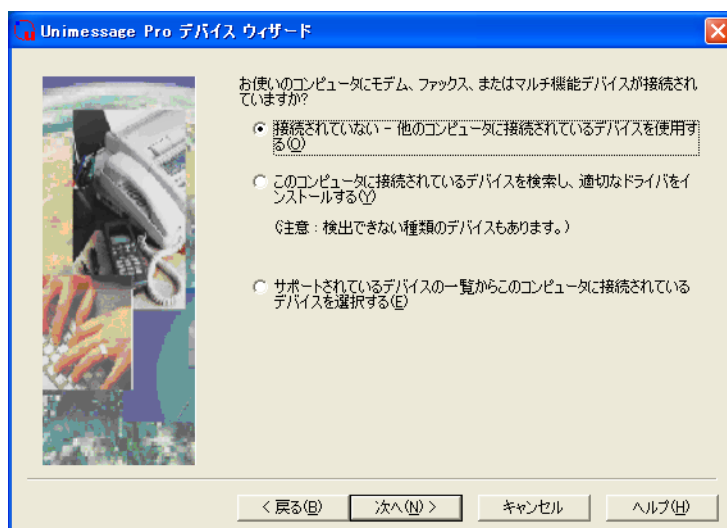 Unimessage Pro デバイス ウィザード
お使いのコンピュータにモデム、ファックス、またはマルチ機能デバイスが接続され
ていますか?
接続されていない - 他のコンピュータに接続されているデバイスを使用す
る(O)
このコンピュータに接続されているデバイスを検索し、適切なドライバをイ
ンストールする(Y)
(注意：検出できない種類のデバイスもあります。)
サポートされているデバイスの一覧からこのコンピュータに接続されている
デバイスを選択する(E)
< 戻る(B) 次へ(N) > キャンセル ヘルプ(H)